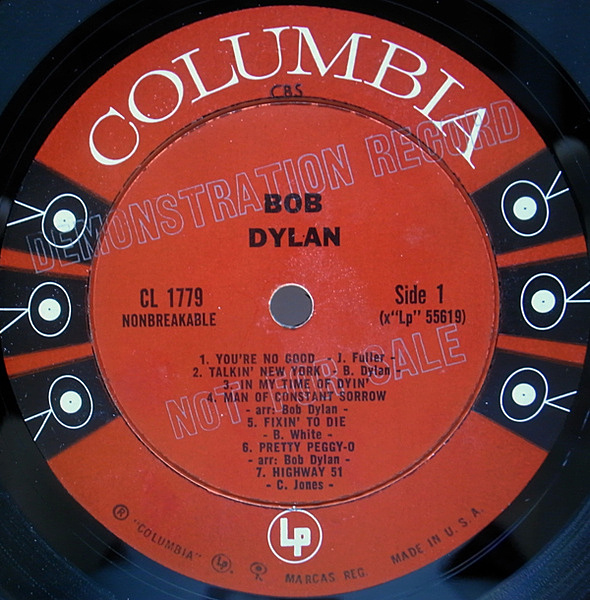 COLUMBIA
CBS
DEMONSTRATION RECORD
BOB
DYLAN
CL 1779
NONBREAKABLE
Side 1
(x"Lp" 55619)
1. YOU'RE NO GOOD - J. Fuller -
2. TALKIN' NEW YORK - B. Dylan -
3. IN MY TIME OF DYIN'
4. MAN OF CONSTANT SORROW
- arr: Bob Dylan -
5. FIXIN' TO DIE
- B. White -
6. PRETTY PEGGY-O
- arr: Bob Dylan -
7. HIGHWAY 51
- C. Jones -
NOT FOR SALE
Lp
® "COLUMBIA" Lp. MARCAS REG. MADE IN U. S. A.